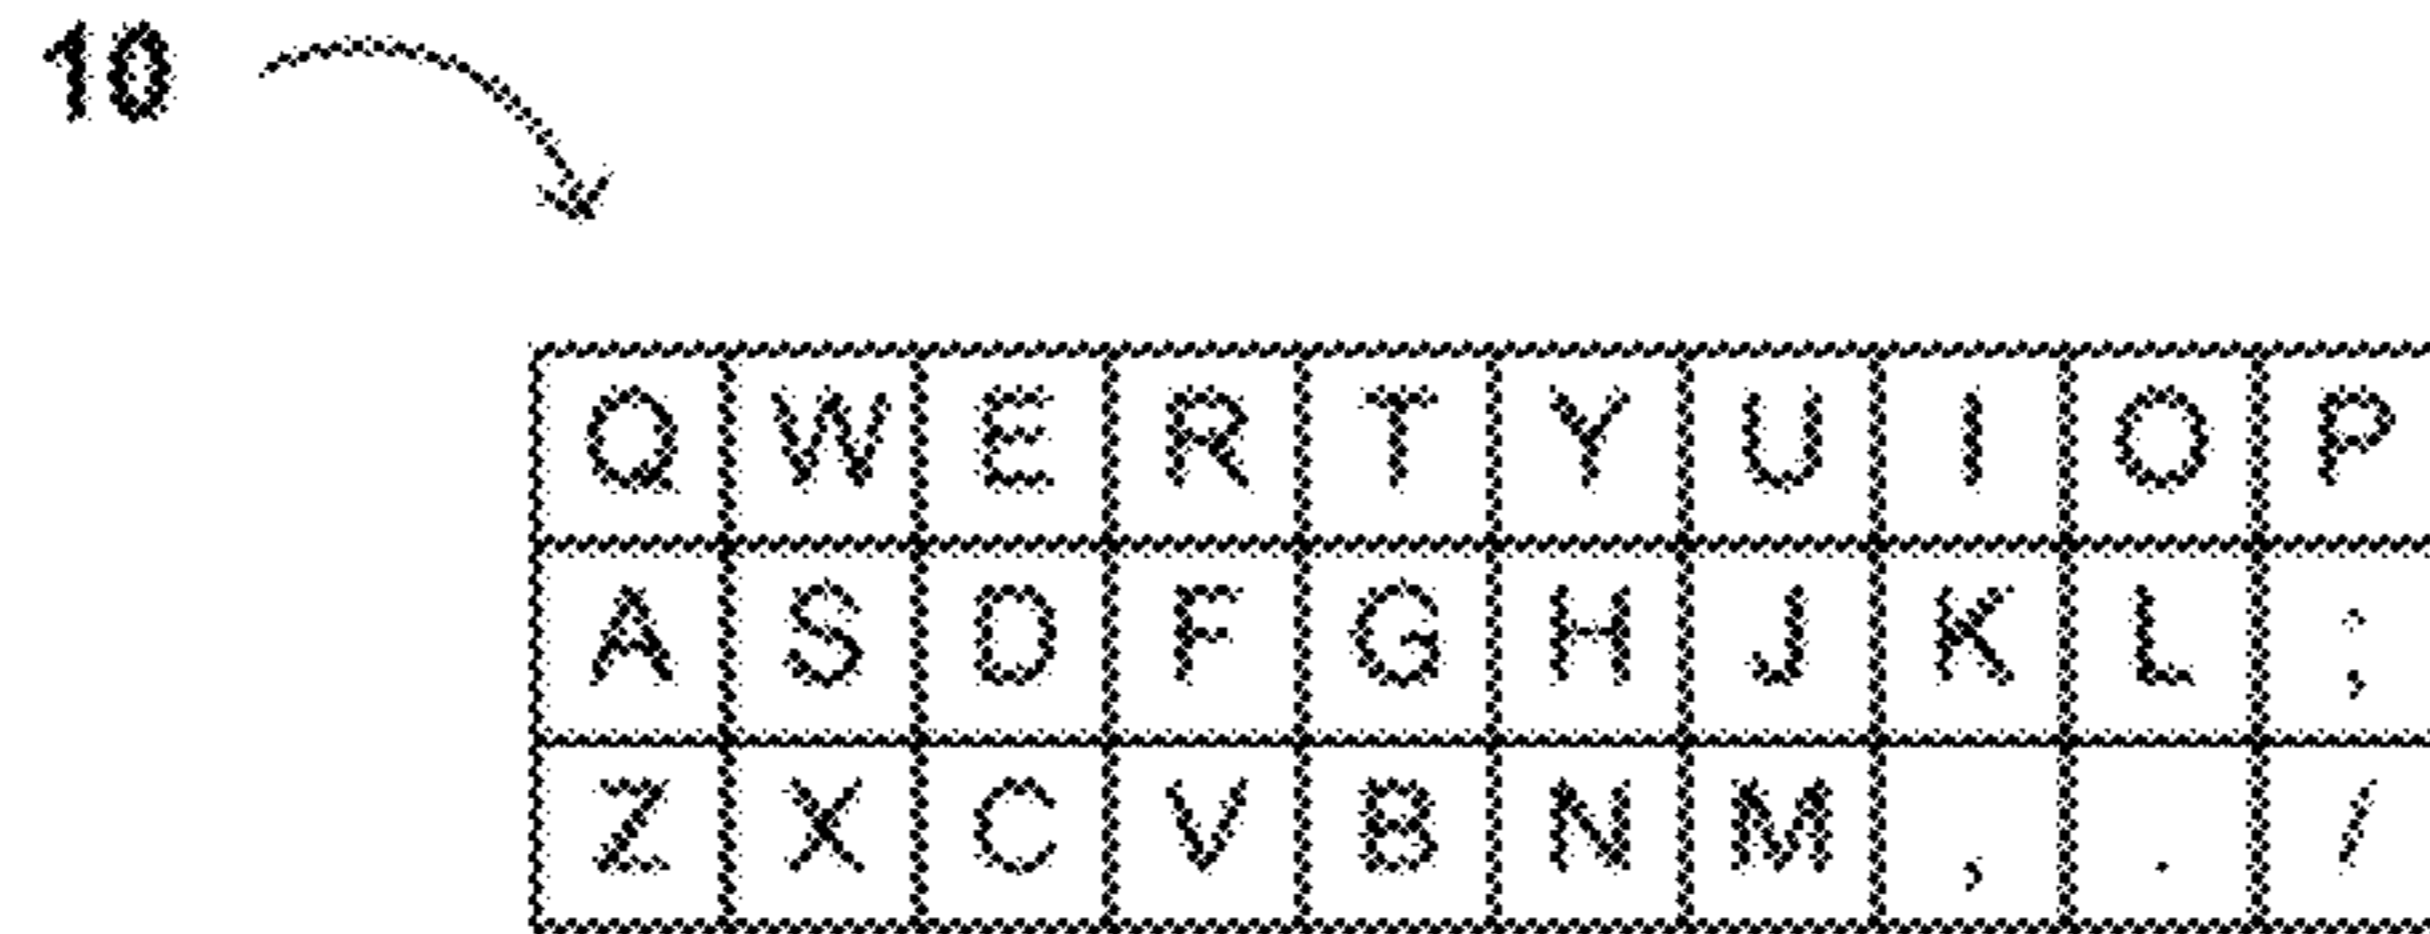 10
Q W E R T Y U I O P
A S D F G H J K L ;
Z X C V B N M , . /